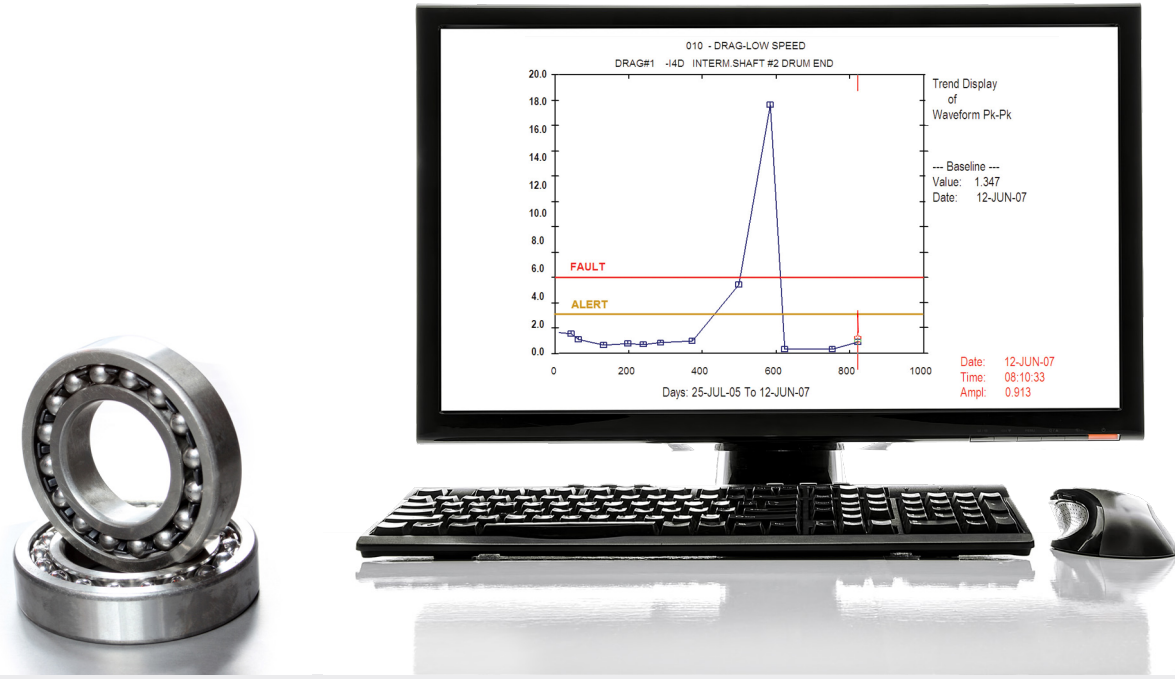 010 - DRAG-LOW SPEED
DRAG#1 -I4D INTERM.SHAFT #2 DRUM END
20.0
18.0
16.0
14.0
12.0
10.0
8.0
6.0
4.0
2.0
0.0
FAULT
ALERT
0 200 400 600 800 1000
Days: 25-JUL-05 To 12-JUN-07
Trend Display
of
Waveform Pk-Pk
--- Baseline ---
Value: 1.347
Date: 12-JUN-07
Date: 12-JUN-07
Time: 08:10:33
Ampl: 0.913